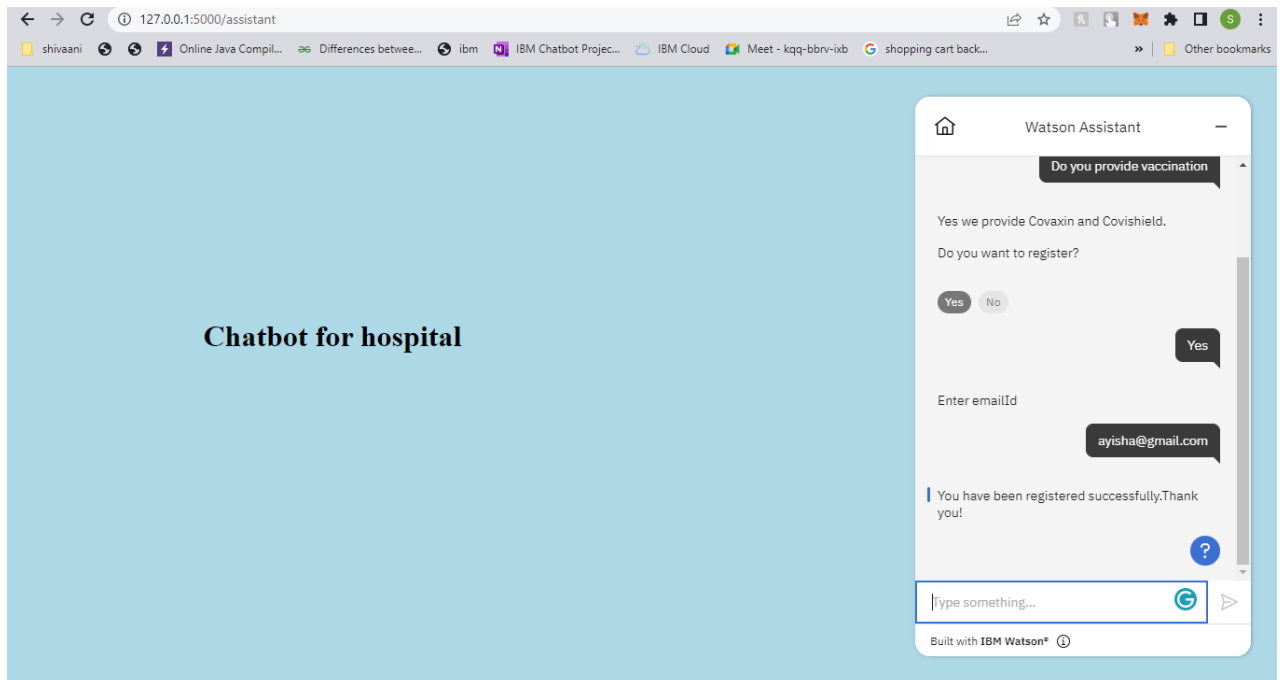 127.0.0.1:5000/assistant
S
shivaani
Online Java Compil...
Differences betwee...
ibm
IBM Chatbot Projec...
IBM Cloud
Meet - kqq-bbrv-ixb
shopping cart back...
»
Other bookmarks
Watson Assistant
Do you provide vaccination
Yes we provide Covaxin and Covishield.
Do you want to register?
Yes No
Chatbot for hospital
Yes
Enter emailId
ayisha@gmail.com
You have been registered successfully.Thank
you!
?
Type something...
Built with IBM Watson®